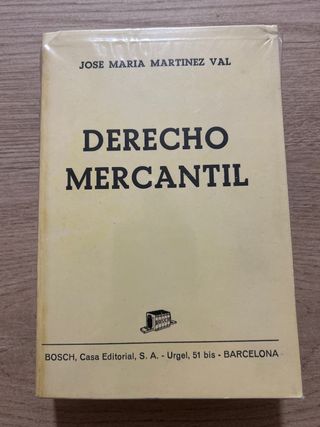 JOSE MARIA MARTINEZ VAL
DERECHO
MERCANTIL
BOSCH, Casa Editorial, S. A. - Urgel, 51 bis - BARCELONA